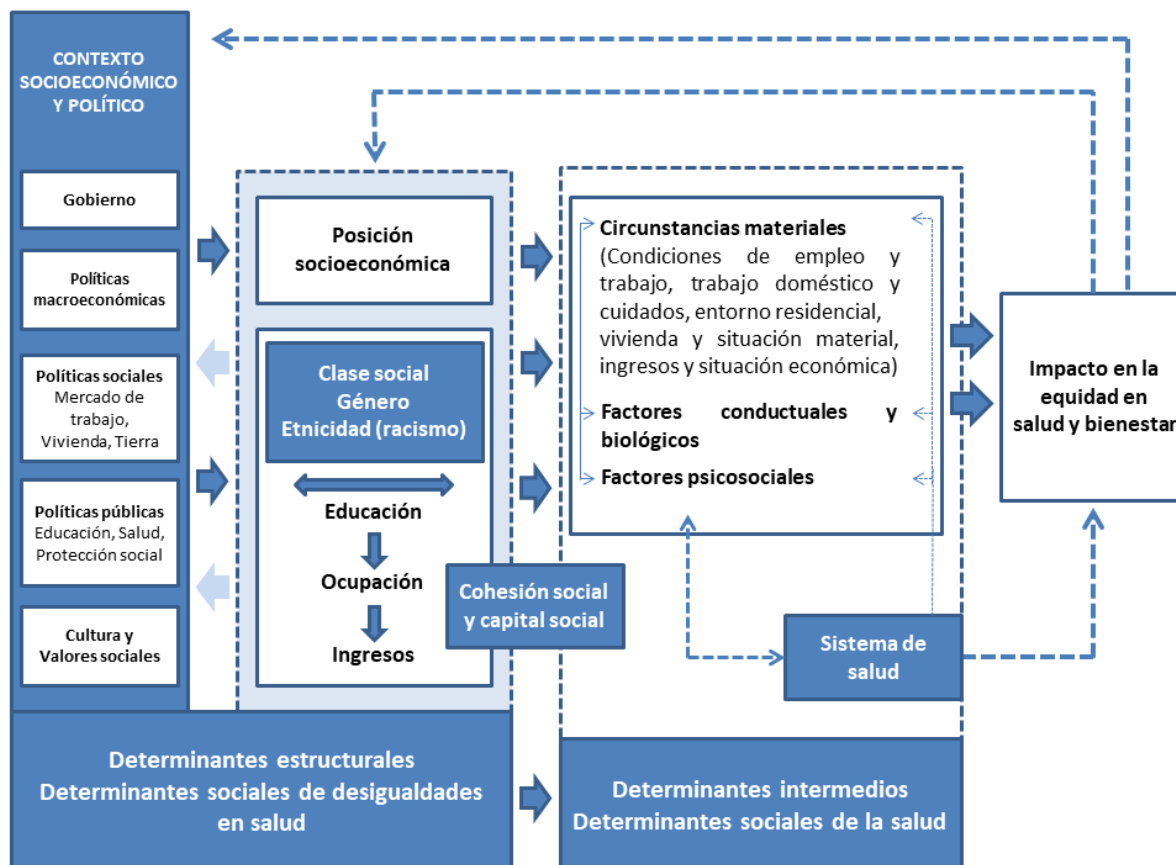 CONTEXTO
SOCIOECONÓMICO
Y POLÍTICO
Gobierno
Políticas
macroeconómicas
Políticas sociales
Mercado de
trabajo,
Vivienda, Tierra
Políticas públicas
Educación, Salud,
Protección social
Cultura y
Valores sociales
Posición
socioeconómica
Clase social
Género
Etnicidad (racismo)
Educación
Ocupación
Ingresos
Cohesión social
y capital social
Circunstancias materiales
(Condiciones de empleo y
trabajo, trabajo doméstico y
cuidados, entorno residencial,
vivienda y situación material,
ingresos y situación económica)
Factores conductuales y
biológicos
Factores psicosociales
Sistema de
salud
Impacto en la
equidad en
salud y bienestar
Determinantes estructurales
Determinantes sociales de desigualdades
en salud
Determinantes intermedios
Determinantes sociales de la salud